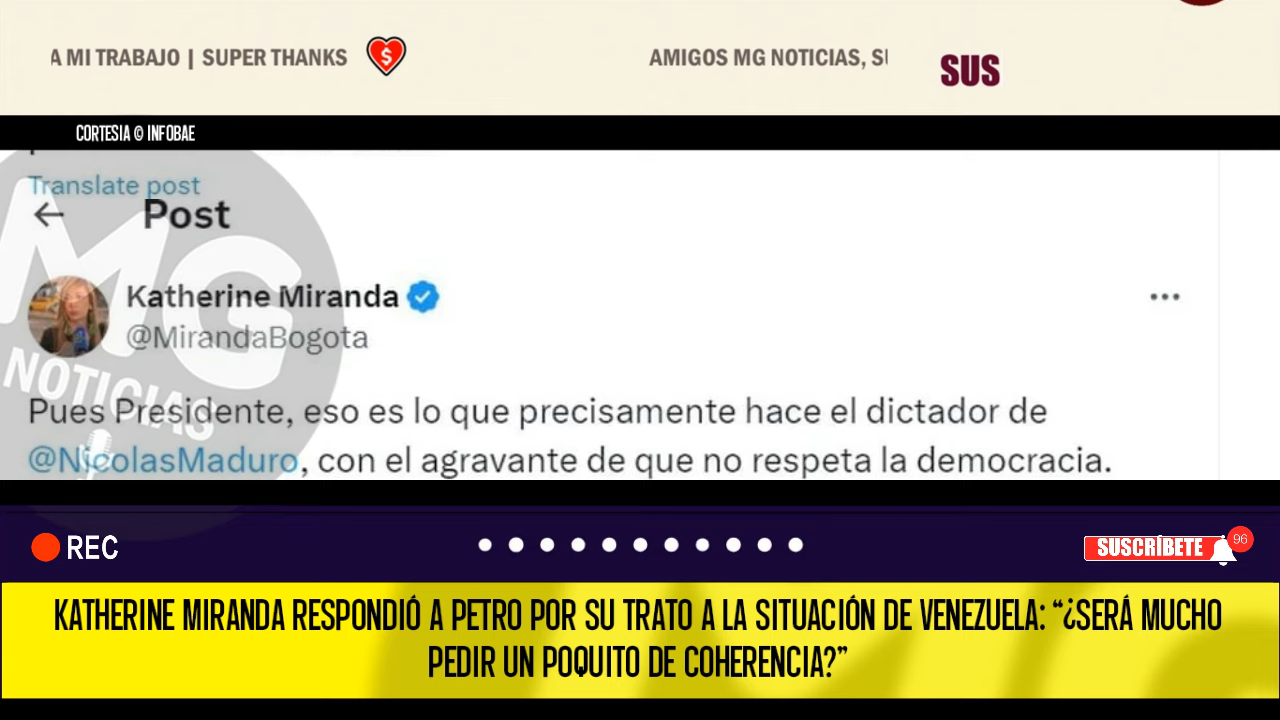 A MI TRABAJO | SUPER THANKS
AMIGOS MG NOTICIAS, SU
SUS
CORTESIA © INFOBAE
Translate post
Post
Katherine Miranda
@MirandaBogota
MG
NOTICIAS
Pues Presidente, eso es lo que precisamente hace el dictador de
@NicolasMaduro, con el agravante de que no respeta la democracia.
REC
SUSCRÍBETE
96
KATHERINE MIRANDA RESPONDIÓ A PETRO POR SU TRATO A LA SITUACIÓN DE VENEZUELA: “¿SERÁ MUCHO
PEDIR UN POQUITO DE COHERENCIA?”